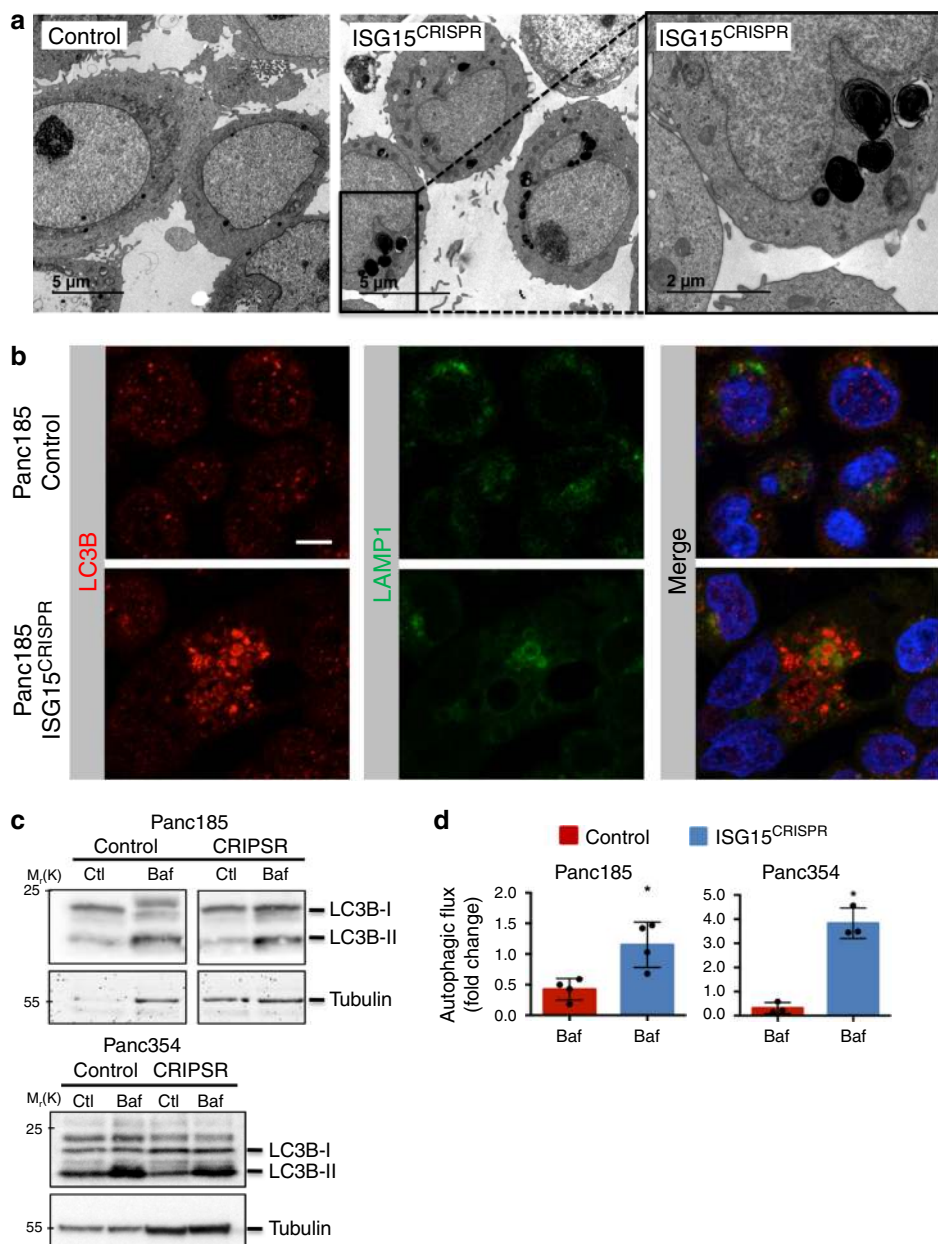 a
Control
ISG15CRISPR
ISG15CRISPR
5 µm
5 µm
2 µm
b
Panc185
Control
LC3B
LAMP1
Merge
Panc185
ISG15CRISPR
c
Panc185
Control
CRIPSR
Mr(K)
Ctl
Baf
Ctl
Baf
25
LC3B-I
LC3B-II
55
Tubulin
Panc354
Control
CRIPSR
Mr(K)
Ctl
Baf
Ctl
Baf
25
LC3B-I
LC3B-II
55
Tubulin
d
Control
ISG15CRISPR
Panc185
Panc354
Autophagic flux
(fold change)
2.0
1.5
1.0
0.5
0.0
*
Baf
Baf
5.0
4.0
3.0
2.0
1.0
0.0
*
Baf
Baf